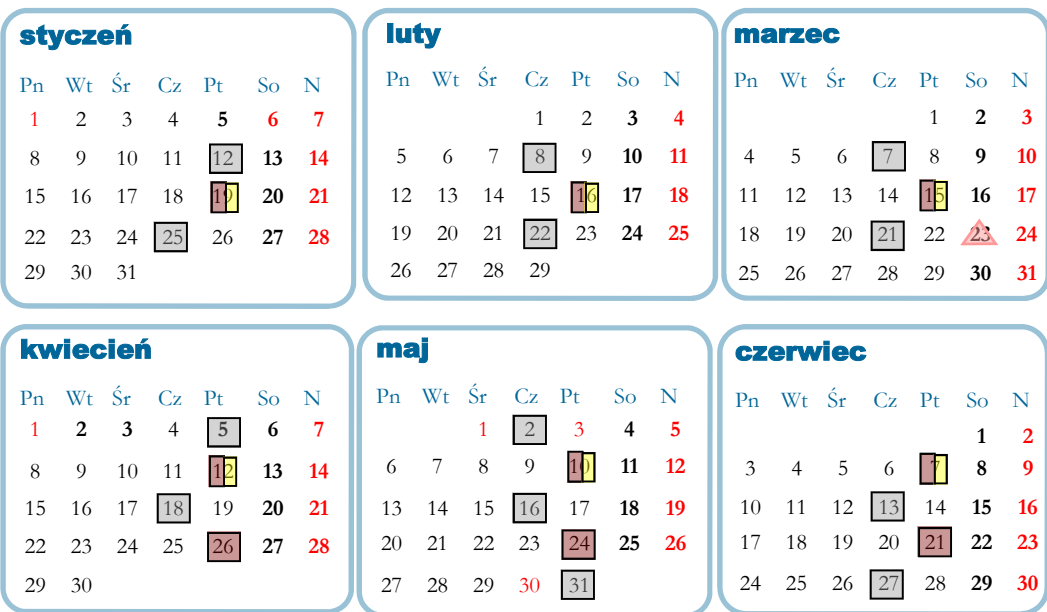 styczeń
Pn Wt Śr Cz Pt So N
1 2 3 4 5 6 7
8 9 10 11 12 13 14
15 16 17 18 19 20 21
22 23 24 25 26 27 28
29 30 31
luty
Pn Wt Śr Cz Pt So N
1 2 3 4
5 6 7 8 9 10 11
12 13 14 15 16 17 18
19 20 21 22 23 24 25
26 27 28 29
marzec
Pn Wt Śr Cz Pt So N
1 2 3
4 5 6 7 8 9 10
11 12 13 14 15 16 17
18 19 20 21 22 23 24
25 26 27 28 29 30 31
kwiecień
Pn Wt Śr Cz Pt So N
1 2 3 4 5 6 7
8 9 10 11 12 13 14
15 16 17 18 19 20 21
22 23 24 25 26 27 28
29 30
maj
Pn Wt Śr Cz Pt So N
1 2 3 4 5
6 7 8 9 10 11 12
13 14 15 16 17 18 19
20 21 22 23 24 25 26
27 28 29 30 31
czerwiec
Pn Wt Śr Cz Pt So N
1 2
3 4 5 6 7 8 9
10 11 12 13 14 15 16
17 18 19 20 21 22 23
24 25 26 27 28 29 30